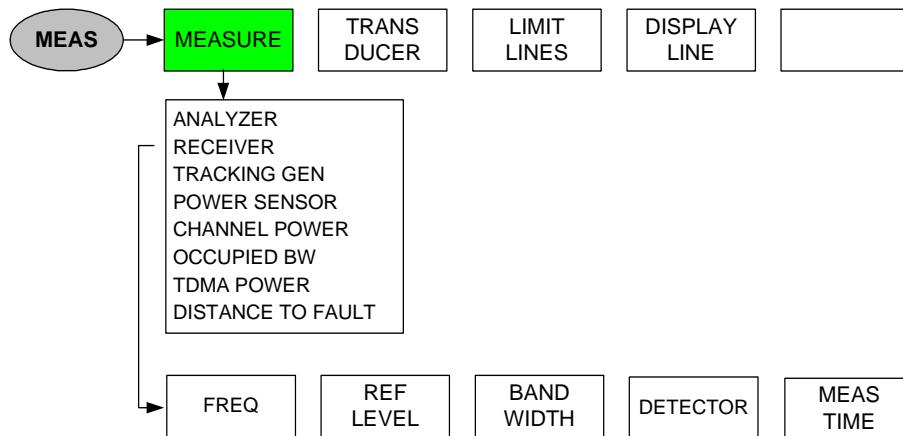 MEAS
MEASURE
TRANS
DUCER
LIMIT
LINES
DISPLAY
LINE
ANALYZER
RECEIVER
TRACKING GEN
POWER SENSOR
CHANNEL POWER
OCCUPIED BW
TDMA POWER
DISTANCE TO FAULT
FREQ
REF
LEVEL
BAND
WIDTH
DETECTOR
MEAS
TIME